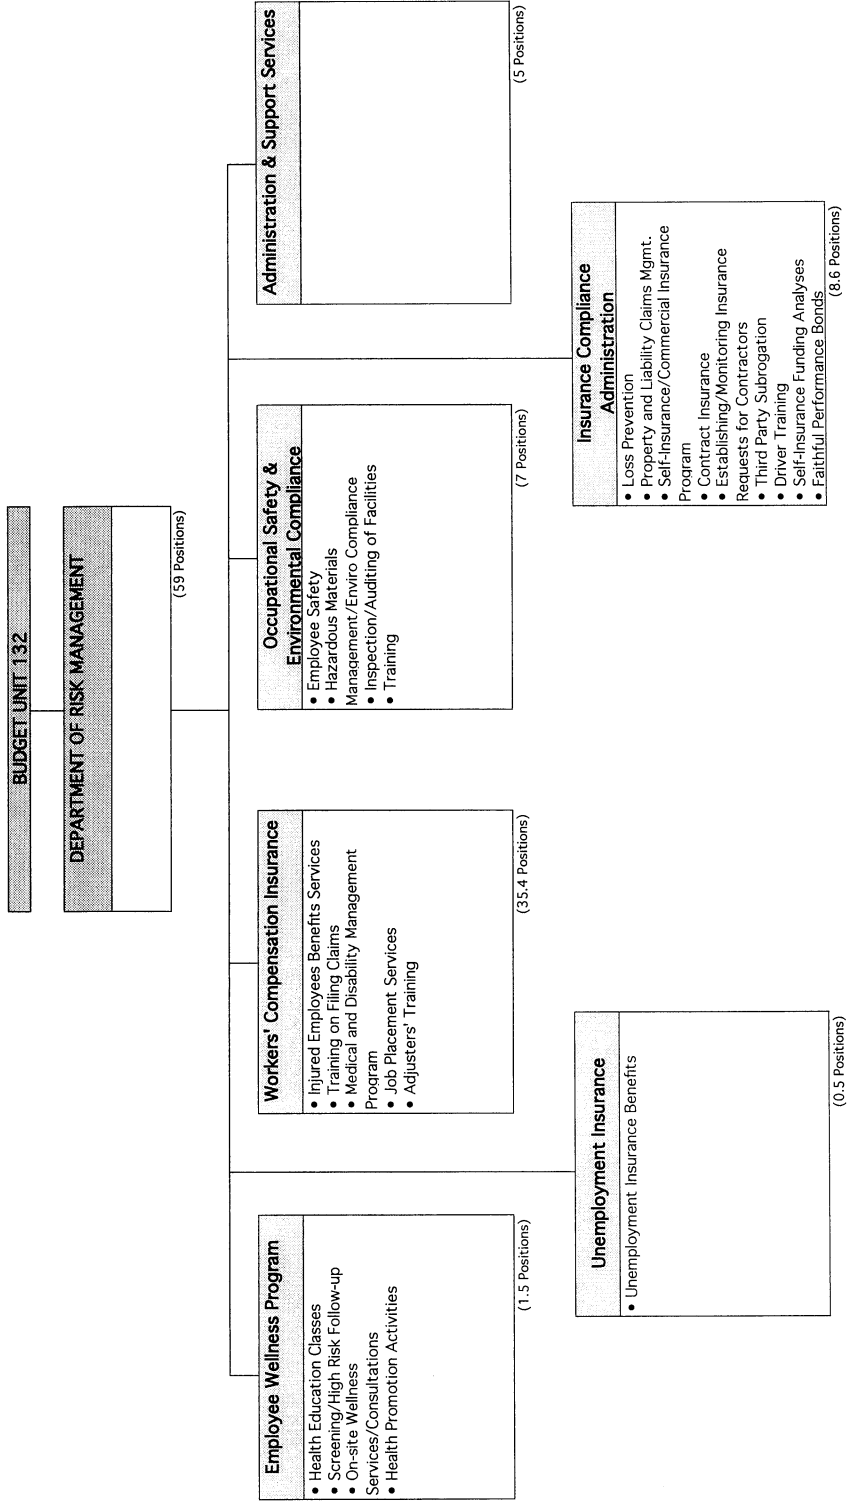 BUDGET UNIT 132
DEPARTMENT OF RISK MANAGEMENT
(59 Positions)
Employee Wellness Program
• Health Education Classes
• Screening/High Risk Follow-up
• On-site Wellness
Services/Consultations
• Health Promotion Activities
(1.5 Positions)
Workers' Compensation Insurance
• Injured Employees Benefits Services
• Training on Filing Claims
• Medical and Disability Management
Program
• Job Placement Services
• Adjusters' Training
(35.4 Positions)
Occupational Safety &
Environmental Compliance
• Employee Safety
• Hazardous Materials
Management/Enviro Compliance
• Inspection/Auditing of Facilities
• Training
(7 Positions)
Administration & Support Services
(5 Positions)
Unemployment Insurance
• Unemployment Insurance Benefits
(0.5 Positions)
Insurance Compliance
Administration
• Loss Prevention
• Property and Liability Claims Mgmt.
• Self-Insurance/Commercial Insurance
Program
• Contract Insurance
• Establishing/Monitoring Insurance
Requests for Contractors
• Third Party Subrogation
• Driver Training
• Self-Insurance Funding Analyses
• Faithful Performance Bonds
(8.6 Positions)